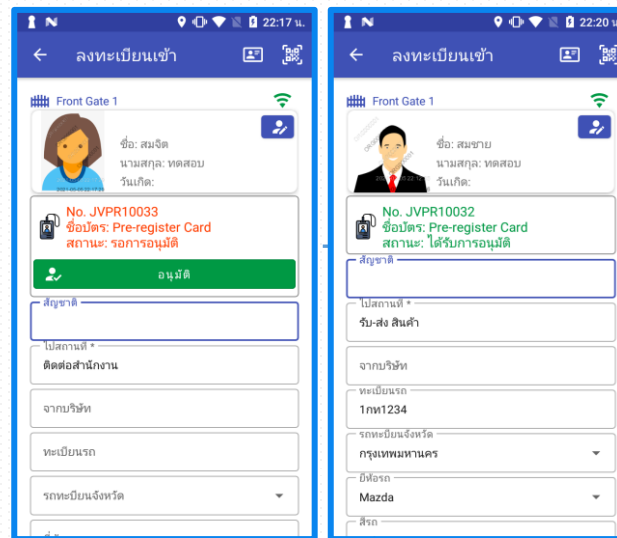 22:17 น.
ลงทะเบียนเข้า
Front Gate 1
ชื่อ: สมจิต
นามสกุล: ทดสอบ
วันเกิด:
No. JVPR10033
ชื่อบัตร: Pre-register Card
สถานะ: รอการอนุมัติ
อนุมัติ
สัญชาติ
ไปสถานที่ *
ติดต่อสำนักงาน
จากบริษัท
ทะเบียนรถ
รถทะเบียนจังหวัด
22:20 น
ลงทะเบียนเข้า
Front Gate 1
ชื่อ: สมชาย
นามสกุล: ทดสอบ
วันเกิด:
No. JVPR10032
ชื่อบัตร: Pre-register Card
สถานะ: ได้รับการอนุมัติ
สัญชาติ
ไปสถานที่ *
รับ-ส่ง สินค้า
จากบริษัท
ทะเบียนรถ
1กท1234
รถทะเบียนจังหวัด
กรุงเทพมหานคร
ยี่ห้อรถ
Mazda
สีรถ